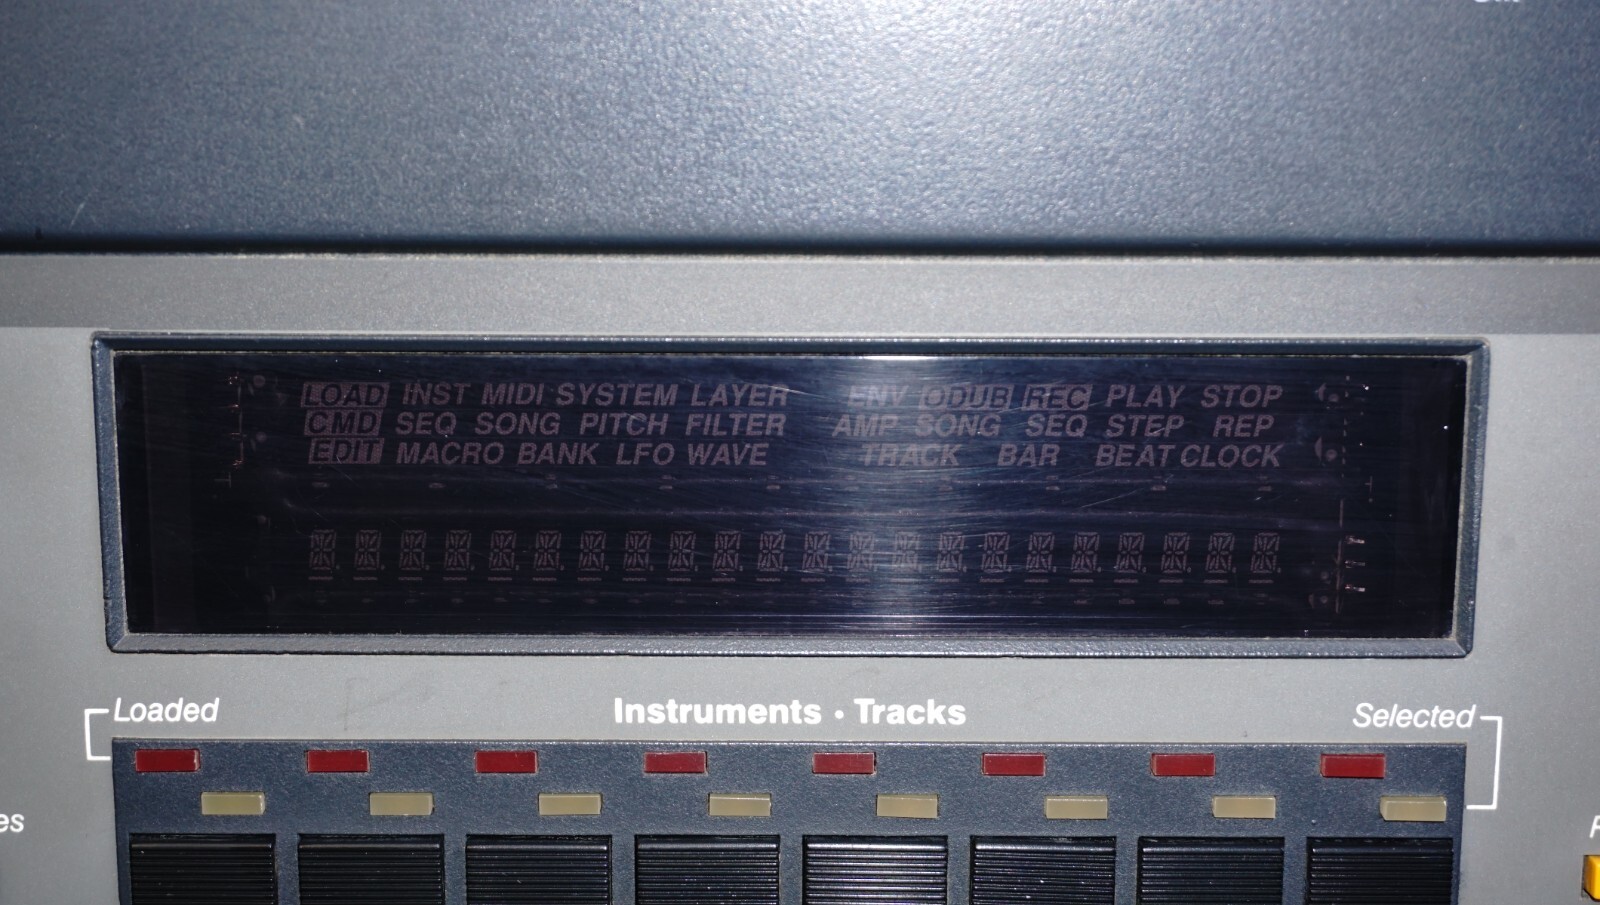 LOAD INST MIDI SYSTEM LAYER ENV ODUB REC PLAY STOP
CMD SEQ SONG PITCH FILTER AMP SONG SEQ STEP REP
EDIT MACRO BANK LFO WAVE TRACK BAR BEAT CLOCK
Loaded Instruments · Tracks Selected